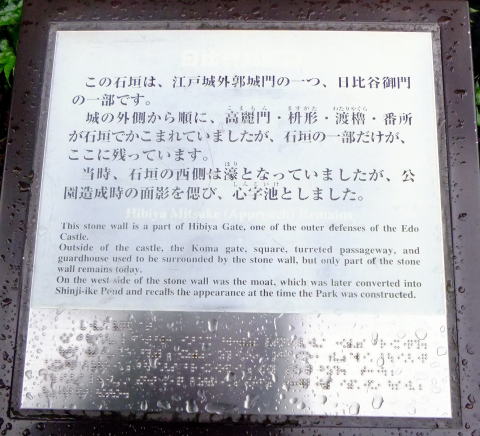 この石垣は、江戸城外郭城門の一つ、日比谷御門
の一部です。
城の外側から順に、高麗門・枡形・渡櫓・番所
が石垣でかこまれていましたが、石垣の一部だけが、
ここに残っています。
当時、石垣の西側は濠となっていましたが、公
園造成時の面影を偲び、心字池としました。
Hibiya Mitsuke (Approach) Remains
This stone wall is a part of Hibiya Gate, one of the outer defenses of the Edo
Castle.
Outside of the castle, the Koma gate, square, turreted passageway, and
guardhouse used to be surrounded by the stone wall, but only part of the stone
wall remains today.
On the west side of the stone wall was the moat, which was later converted into
Shinji-ike Pond and recalls the appearance at the time the Park was constructed.